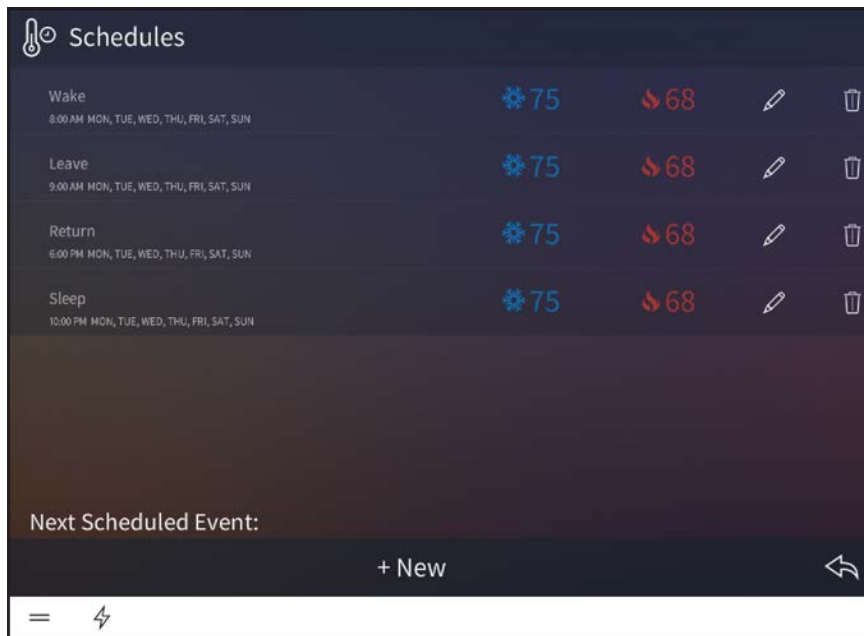 Schedules
Wake 75 68
8:00 AM MON, TUE, WED, THU, FRI, SAT, SUN
Leave 75 68
9:00 AM MON, TUE, WED, THU, FRI, SAT, SUN
Return 75 68
6:00 PM MON, TUE, WED, THU, FRI, SAT, SUN
Sleep 75 68
10:00 PM MON, TUE, WED, THU, FRI, SAT, SUN
Next Scheduled Event:
+ New